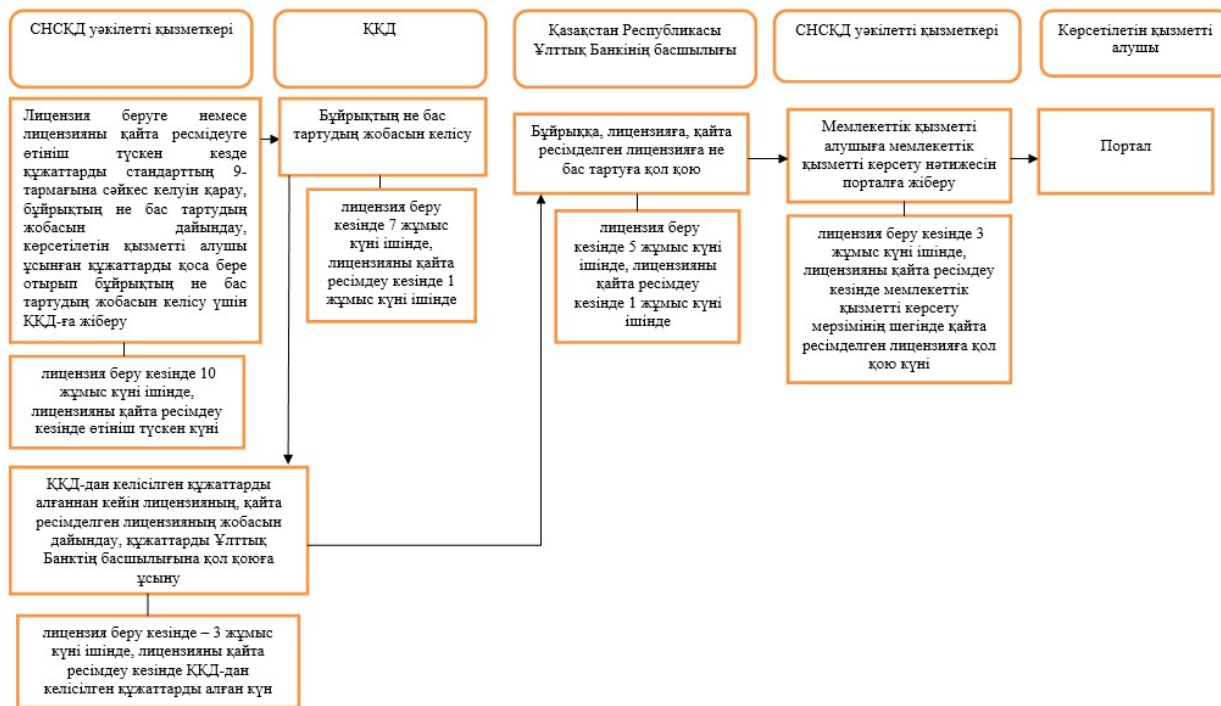 СНСҚД уәкілетті қызметкері
ҚҚД
Қазақстан Республикасы
Ұлттық Банкінің басшылығы
СНСҚД уәкілетті қызметкері
Көрсетілетін қызметті
алушы
Лицензия беруге немесе
лицензияны қайта ресмідеуге
өтініш түскен кезде
құжаттарды стандарттың 9-
тармағына сәйкес келуін қарау,
бұйрықтың не бас тартудың
жобасын дайындау,
көрсетілетін қызметті алушы
ұсынған құжаттарды қоса бере
отырып бұйрықтың не бас
тартудың жобасын келісу үшін
ҚҚД-ға жіберу
лицензия беру кезінде 10
жұмыс күні ішінде,
лицензияны қайта ресімдеу
кезінде өтініш түскен күні
Бұйрықтың не бас
тартудың жобасын келісу
лицензия беру
кезінде 7 жұмыс
күні ішінде,
лицензияны қайта
ресімдеу кезінде 1
жұмыс күні ішінде
Бұйрыққа, лицензияға, қайта
ресімделген лицензияға не
бас тартуға қол қою
лицензия беру
кезінде 5 жұмыс күні
ішінде, лицензияны
қайта ресімдеу
кезінде 1 жұмыс күні
ішінде
Мемлекеттік қызметті
алушыға мемлекеттік
қызметті көрсету нәтижесін
порталға жіберу
лицензия беру кезінде 3
жұмыс күні ішінде,
лицензияны қайта ресімдеу
кезінде мемлекеттік
қызметті көрсету
мерзімінің шегінде қайта
ресімделген лицензияға қол
қою күні
Портал
ҚҚД-дан келісілген құжаттарды
алғаннан кейін лицензияның, қайта
ресімделген лицензияның жобасын
дайындау, құжаттарды Ұлттық
Банктің басшылығына қол қоюға
ұсыну
лицензия беру кезінде – 3 жұмыс
күні ішінде, лицензияны қайта
ресімдеу кезінде ҚҚД-дан
келісілген құжаттарды алған күн